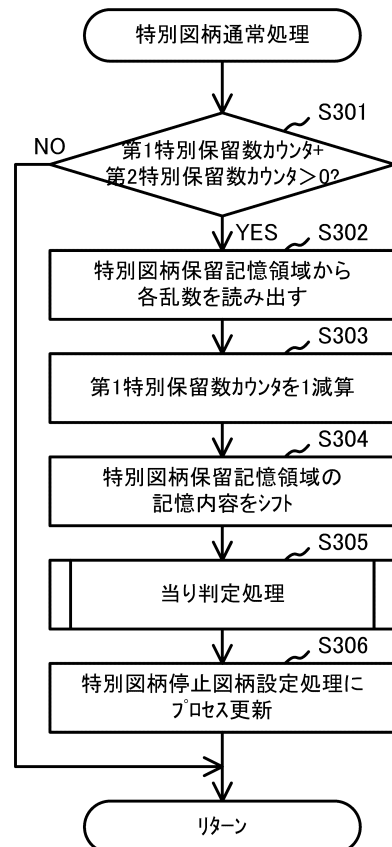 特別図柄通常処理
S301
NO
第1特別保留数カウンタ+
第2特別保留数カウンタ>0?
YES
S302
特別図柄保留記憶領域から
各乱数を読み出す
S303
第1特別保留数カウンタを1減算
S304
特別図柄保留記憶領域の
記憶内容をシフト
S305
当り判定処理
S306
特別図柄停止図柄設定処理に
プロセス更新
リターン